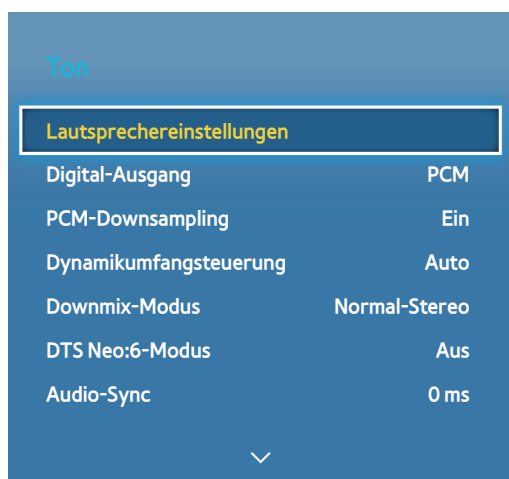 Ton
Lautsprechereinstellungen
Digital-Ausgang PCM
PCM-Downsampling Ein
Dynamikumfangsteuerung Auto
Downmix-Modus Normal-Stereo
DTS Neo:6-Modus Aus
Audio-Sync 0 ms